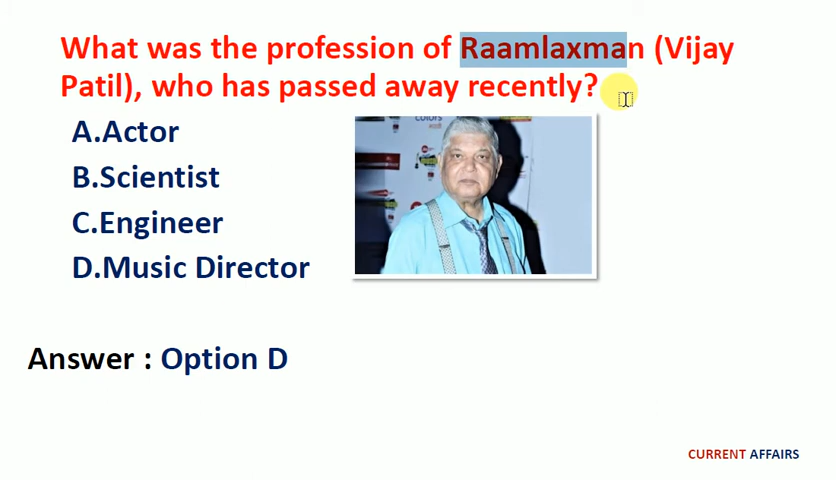 What was the profession of Raamlaxman (Vijay
Patil), who has passed away recently?
A.Actor
B.Scientist
C.Engineer
D.Music Director
Answer : Option D
CURRENT AFFAIRS